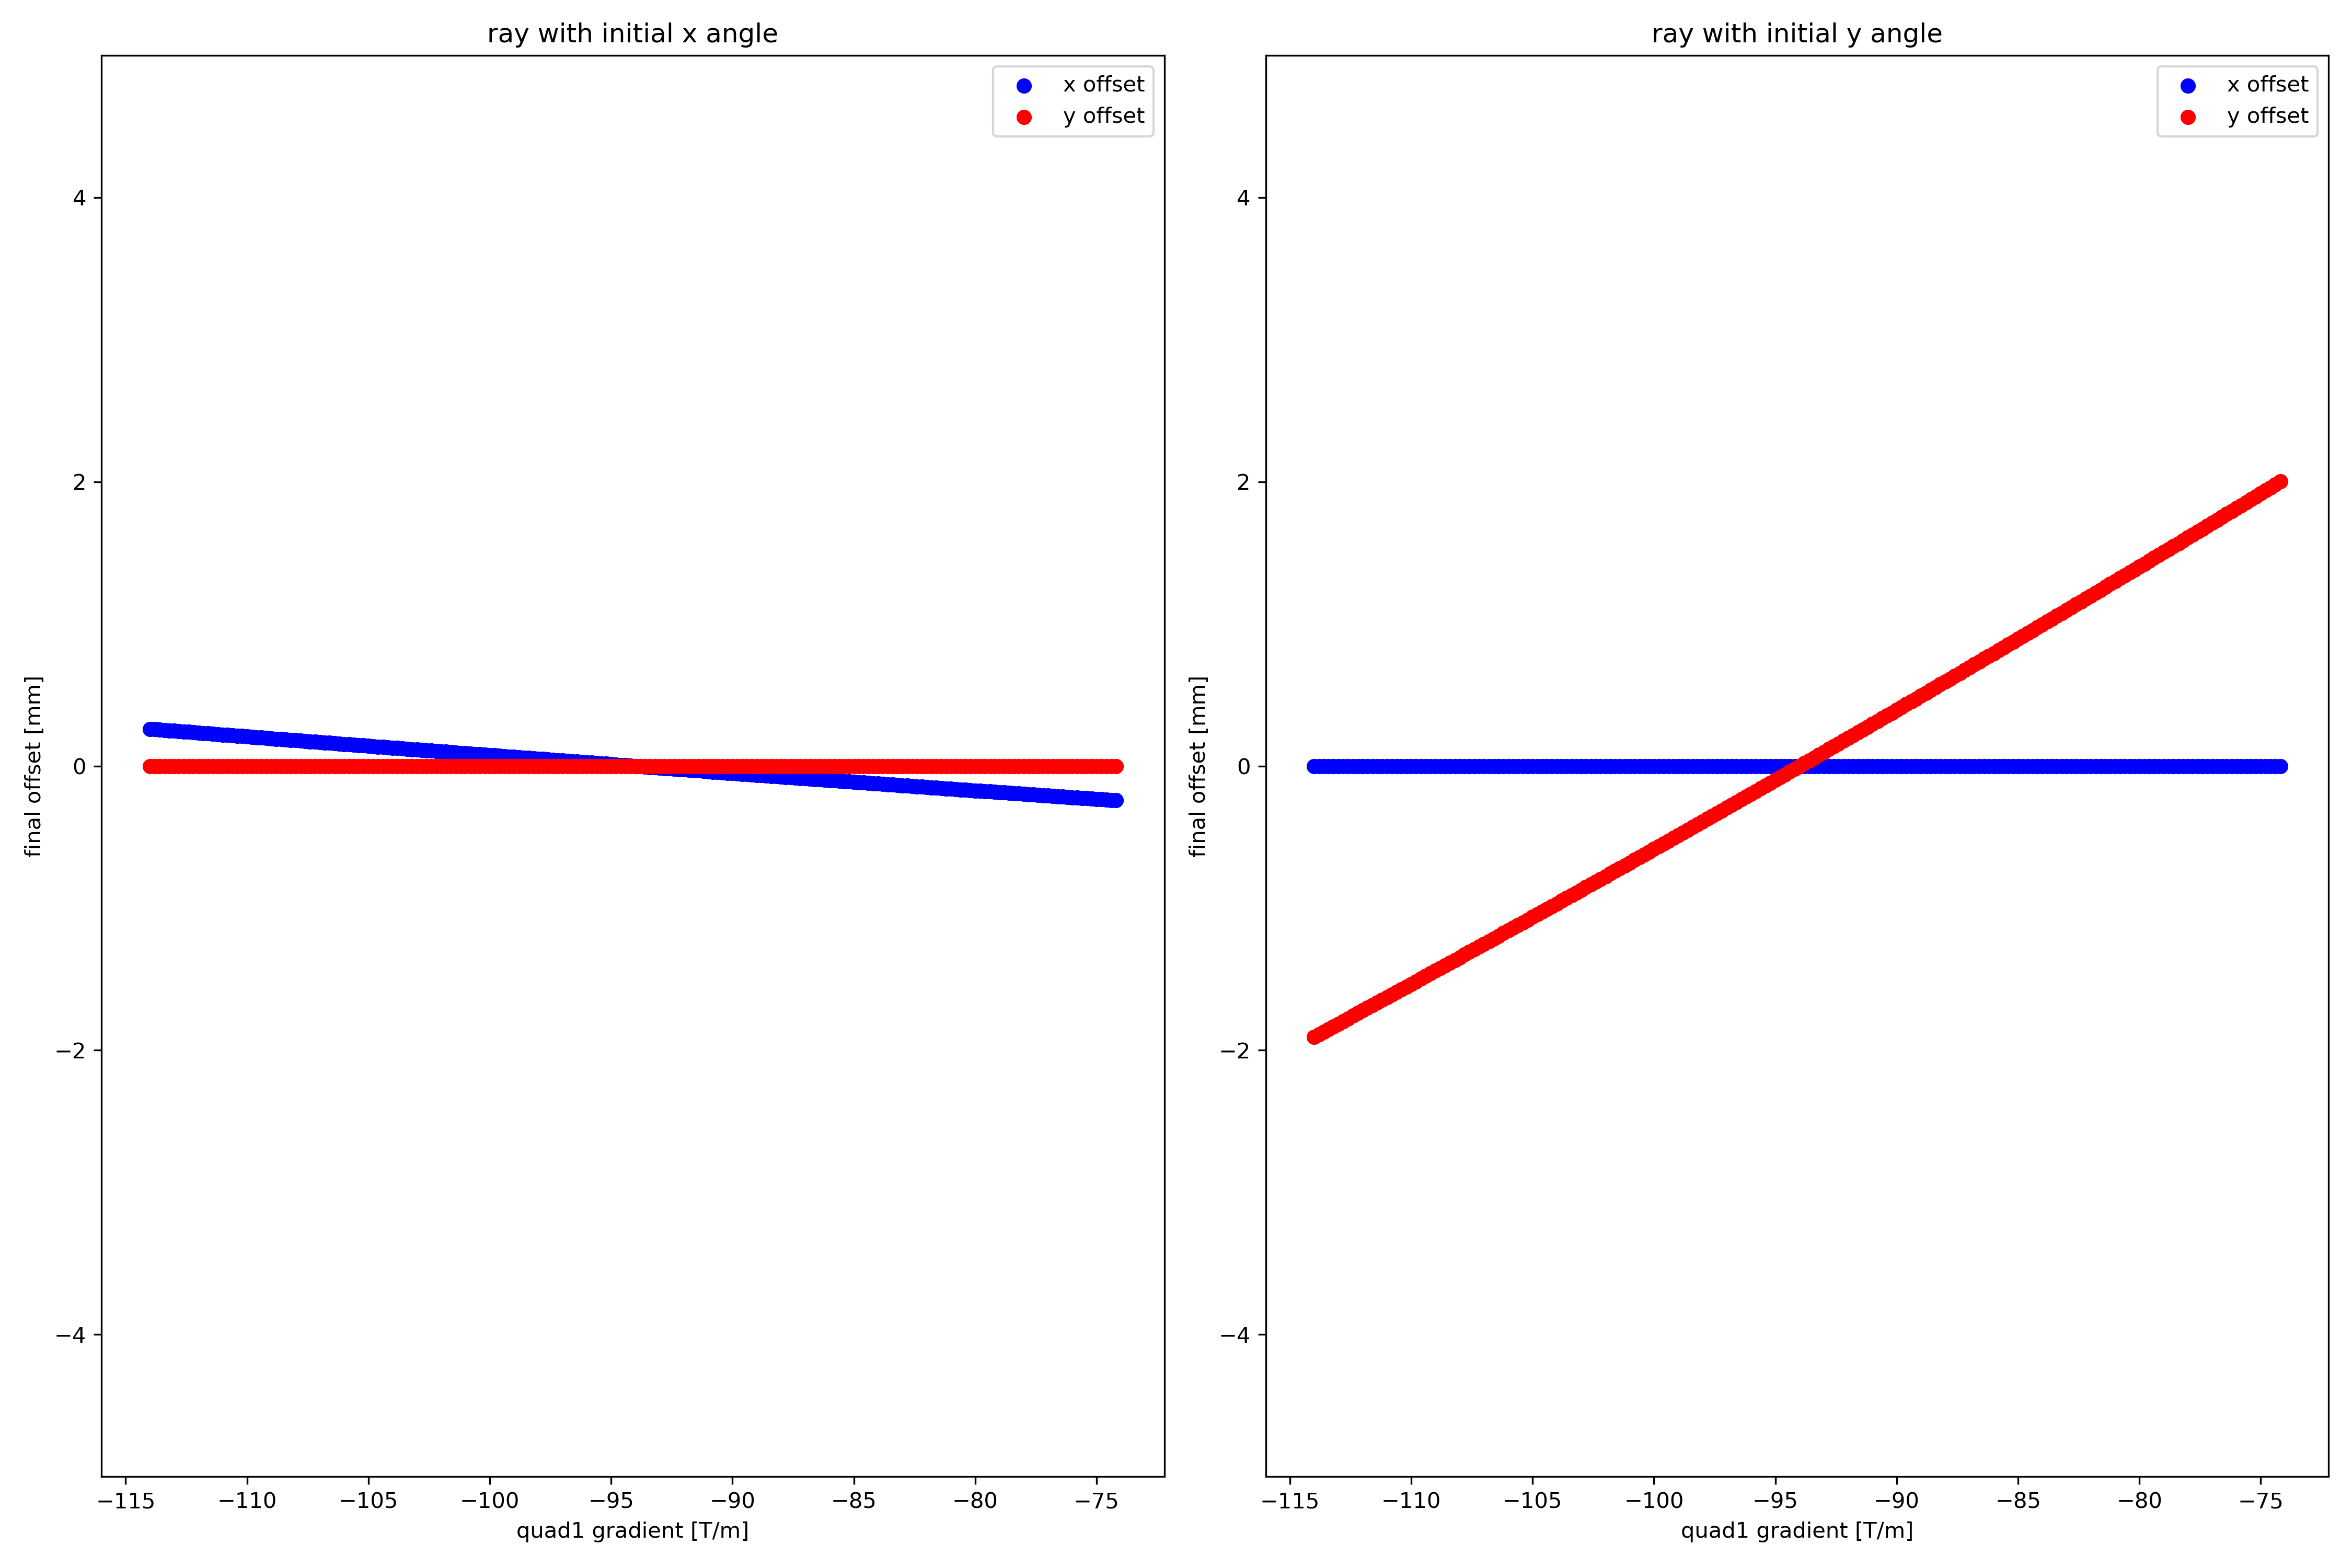 ray with initial x angle
x offset
y offset
4
2
0
−2
−4
final offset [mm]
−115
−110
−105
−100
−95
−90
−85
−80
−75
quad1 gradient [T/m]
ray with initial y angle
x offset
y offset
4
2
0
−2
−4
final offset [mm]
−115
−110
−105
−100
−95
−90
−85
−80
−75
quad1 gradient [T/m]